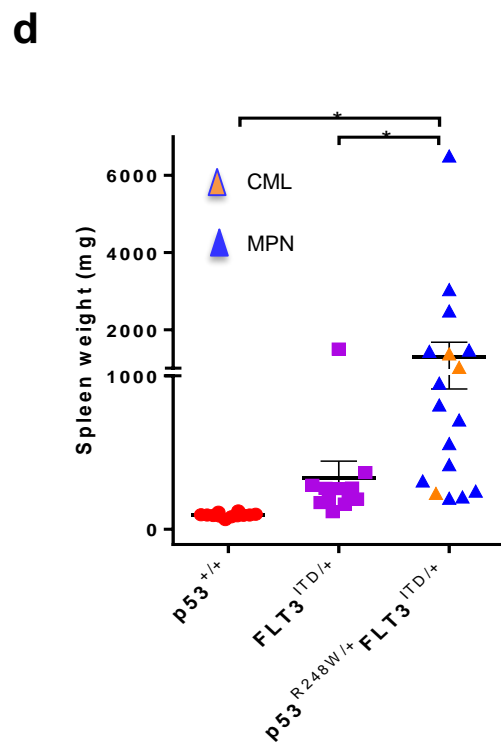 d
*
*
6000
CML
MPN
4000
2000
1000
0
Spleen weight (mg)
p53+/+
FLT3ITD/+
p53R248W/+ FLT3ITD/+